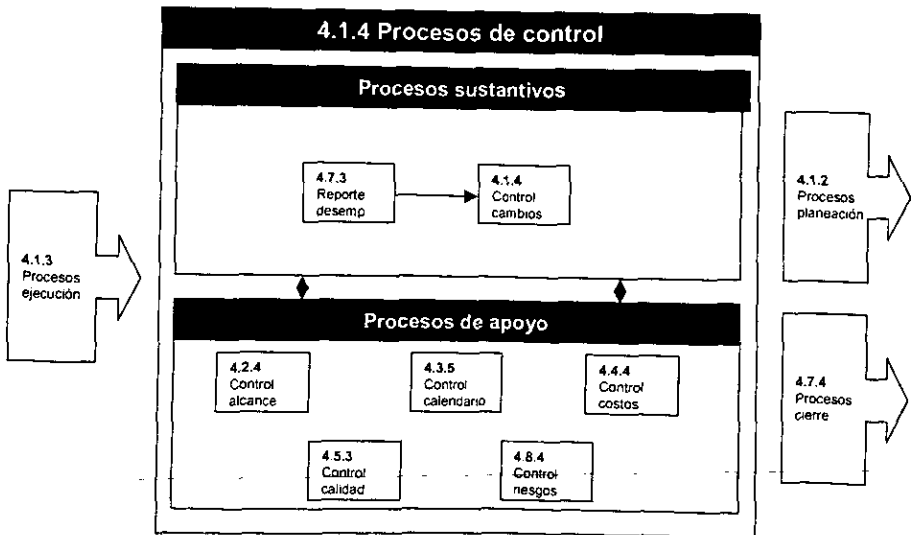 4.1.4 Procesos de control
Procesos sustantivos
4.7.3
Reporte
desemp
4.1.4
Control
cambios
4.1.3
Procesos
ejecución
4.1.2
Procesos
planeación
Procesos de apoyo
4.2.4
Control
alcance
4.3.5
Control
calendario
4.4.4
Control
costos
4.5.3
Control
calidad
4.8.4
Control
riesgos
4.7.4
Procesos
cierre